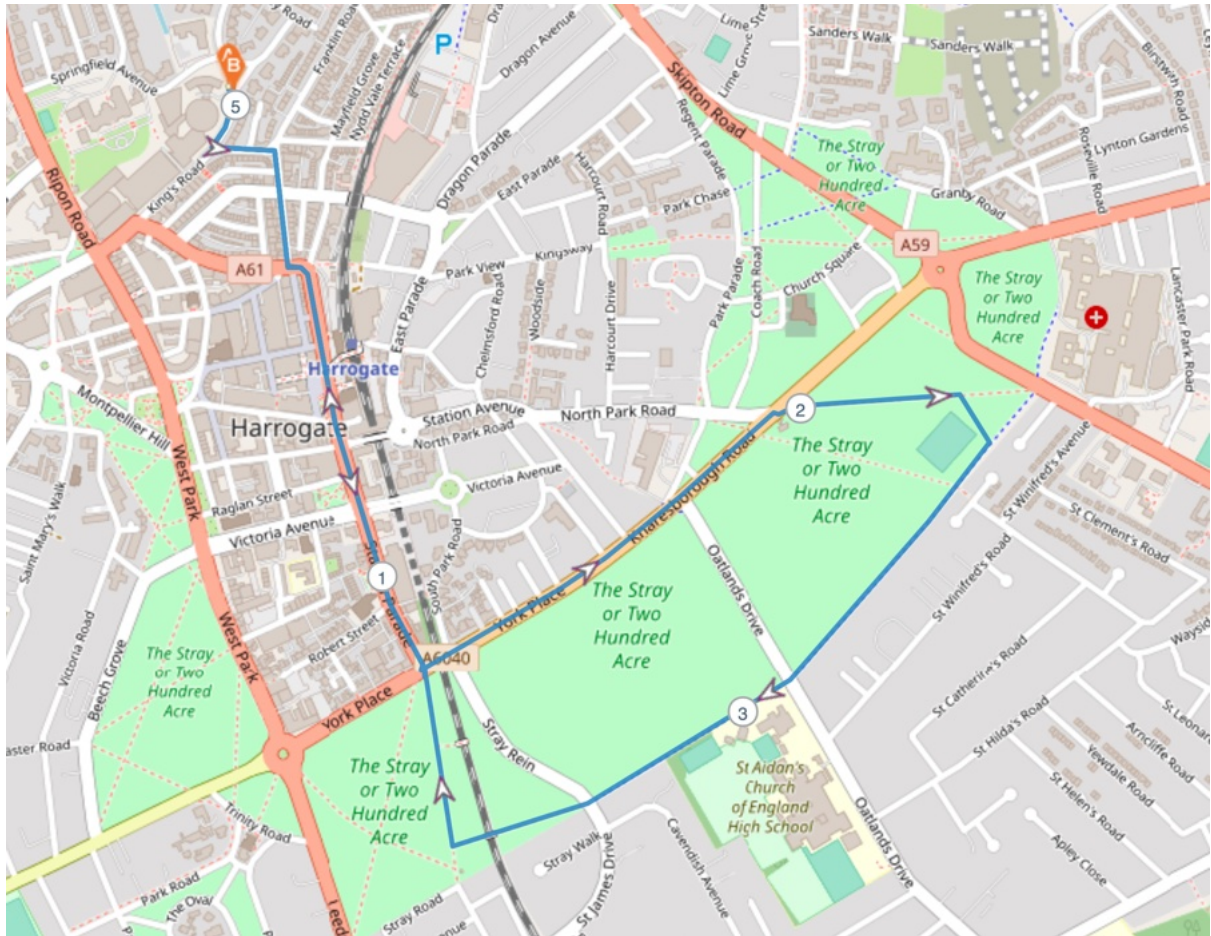 P
Franklin Road
Mayfield Grove
Nydd Vale Terrace
Dragon Avenue
Lime Grove
Sanders Walk
Sanders Walk
Birstwith Road
Springfield Avenue
B
5
Skipton Road
Regent Parade
Roseville Road
Lynton Gardens
Dragon Parade
East Parade
Harcourt Road
The Stray
or Two
Hundred
Acre
Granby Road
King's Road
Ripon Road
Park Chase
Kingsway
Park View
A61
A59
Church Square
Coach Road
Park Parade
Lancaster Park Road
The Stray
or Two
Hundred
Acre
East Parade
Chelmsford Road
Woodside
Harcourt Drive
Harrogate
Montpellier Hill
Harrogate
Station Avenue
North Park Road
North Park Road
2
West Park
Raglan Street
Victoria Avenue
Victoria Avenue
The Stray
or Two
Hundred
Acre
St Winifred's Avenue
St Clement's Road
Saint Mary's Walk
Knaresborough Road
Oatlands Drive
1
South Park Road
York Place
The Stray
or Two
Hundred
Acre
St Winifred's Road
Robert Street
A6040
Victoria Road
Beech Grove
West Park
The Stray
or Two
Hundred
Acre
York Place
St Catherine's Road
St Hilda's Road
3
Stray Rein
The Stray
or Two
Hundred
Acre
St Aidan's
Church
of England
High School
Arncliffe Road
Yewdale Road
St Helen's Road
Trinity Road
Stray Walk
Cavendish Avenue
Oatlands Drive
Apley Close
Park Road
The Oval
Stray Road
St James Drive